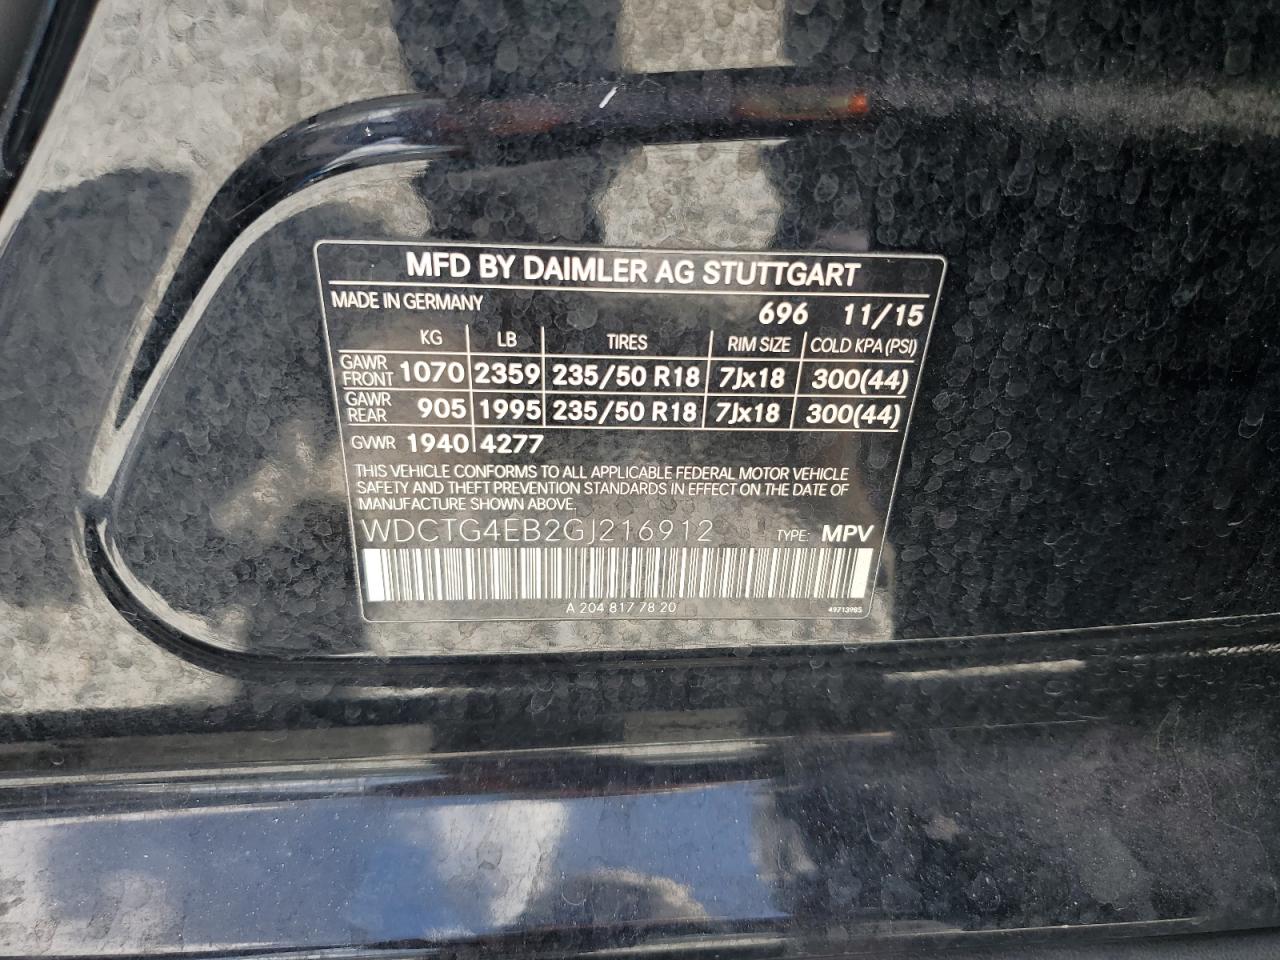 MFD BY DAIMLER AG STUTTGART
MADE IN GERMANY 696 11/15
KG LB TIRES RIM SIZE COLD KPA (PSI)
GAWR FRONT 1070 2359 235/50 R18 7Jx18 300(44)
GAWR REAR 905 1995 235/50 R18 7Jx18 300(44)
GVWR 1940 4277
THIS VEHICLE CONFORMS TO ALL APPLICABLE FEDERAL MOTOR VEHICLE
SAFETY AND THEFT PREVENTION STANDARDS IN EFFECT ON THE DATE OF
MANUFACTURE SHOWN ABOVE.
WDCTG4EB2GJ216912 TYPE: MPV
A 204 817 78 20 49713985